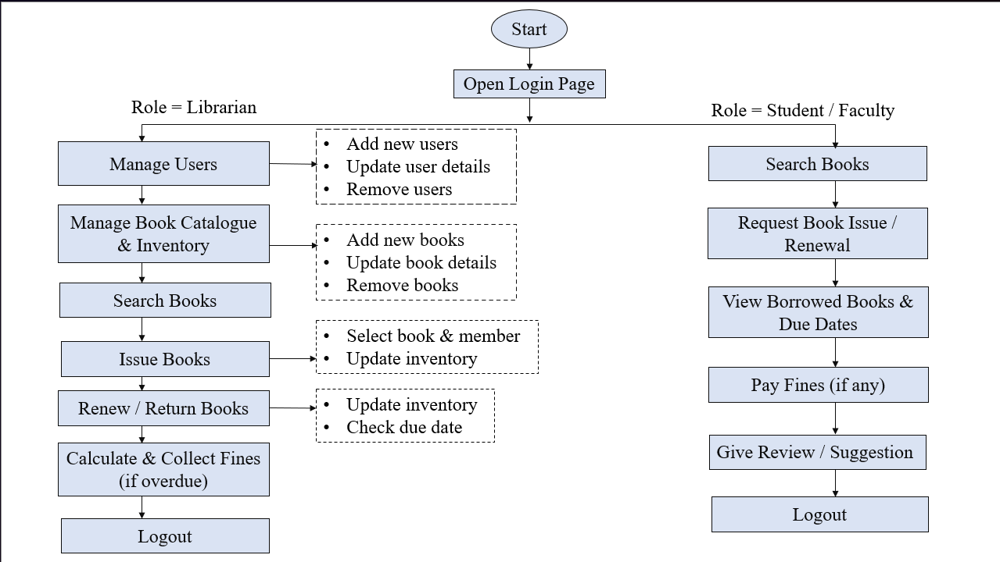 Start
Open Login Page
Role = Librarian
Manage Users
• Add new users
• Update user details
• Remove users
Manage Book Catalogue
& Inventory
• Add new books
• Update book details
• Remove books
Search Books
Issue Books
• Select book & member
• Update inventory
Renew / Return Books
• Update inventory
• Check due date
Calculate & Collect Fines
(if overdue)
Logout
Role = Student / Faculty
Search Books
Request Book Issue /
Renewal
View Borrowed Books &
Due Dates
Pay Fines (if any)
Give Review / Suggestion
Logout